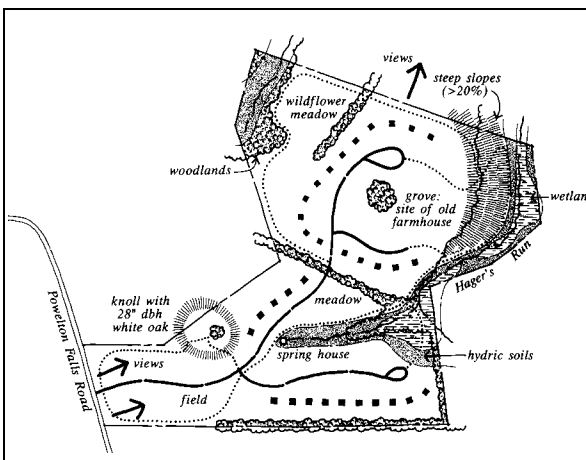 views
steep slopes
(>20%)
wildflower
meadow
woodlands
wetlan
grove:
site of old
farmhouse
Hager's
Run
meadow
knoll with
28" dbh
white oak
spring house
hydric soils
Powelton Falls Road
views
field